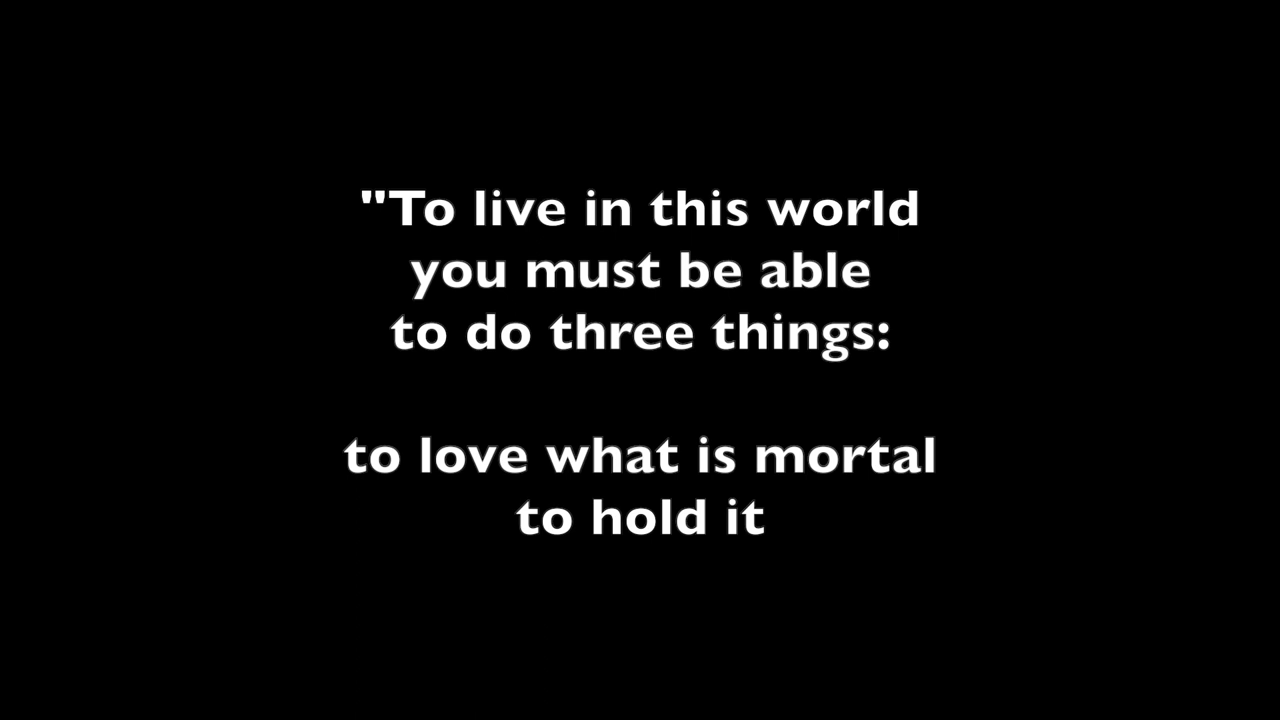 "To live in this world
you must be able
to do three things:
to love what is mortal
to hold it